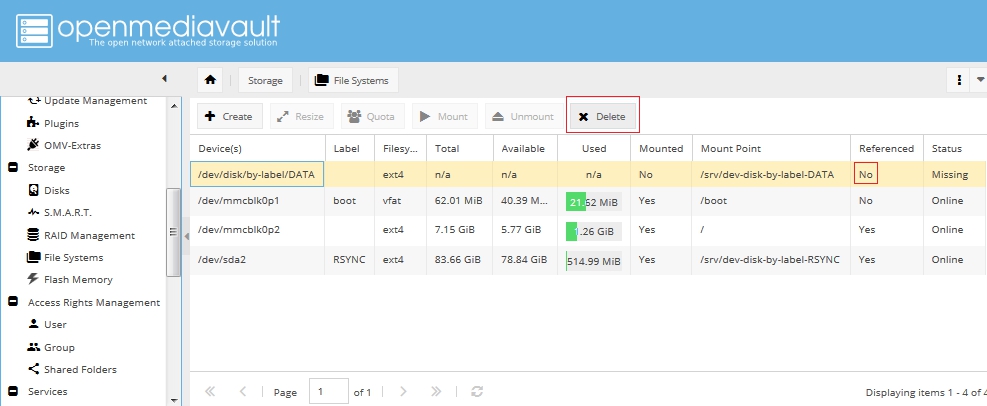 openmediavault
The open network attached storage solution
Storage
File Systems
Update Management
Plugins
OMV-Extras
Storage
Disks
S.M.A.R.T.
RAID Management
File Systems
Flash Memory
Access Rights Management
User
Group
Shared Folders
Services
Create Resize Quota Mount Unmount Delete
Device(s) Label Filesy... Total Available Used Mounted Mount Point Referenced Status
/dev/disk/by-label/DATA ext4 n/a n/a n/a No /srv/dev-disk-by-label-DATA No Missing
/dev/mmcblk0p1 boot vfat 62.01 MiB 40.39 M... 21.62 MiB Yes /boot No Online
/dev/mmcblk0p2 ext4 7.15 GiB 5.77 GiB 1.26 GiB Yes / Yes Online
/dev/sda2 RSYNC ext4 83.66 GiB 78.84 GiB 514.99 MiB Yes /srv/dev-disk-by-label-RSYNC Yes Online
Page 1 of 1 Displaying items 1 - 4 of 4